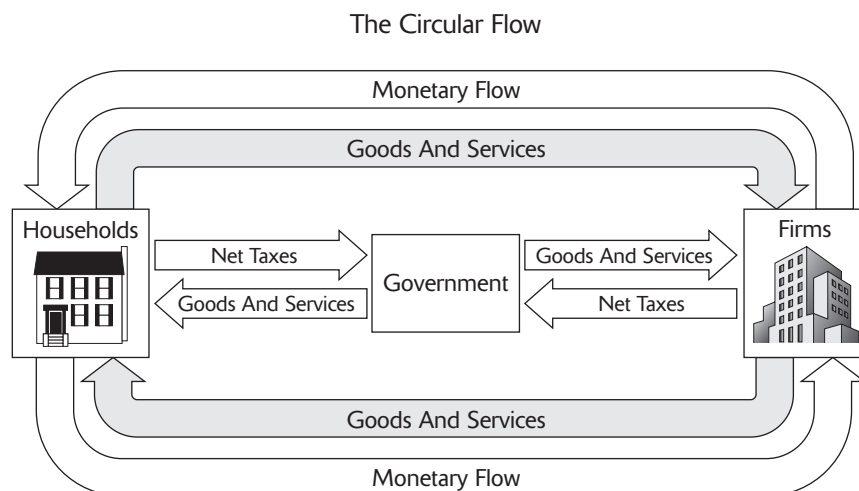 The Circular Flow
Monetary Flow
Goods And Services
Households
Firms
Net Taxes
Goods And Services
Government
Goods And Services
Net Taxes
Goods And Services
Monetary Flow